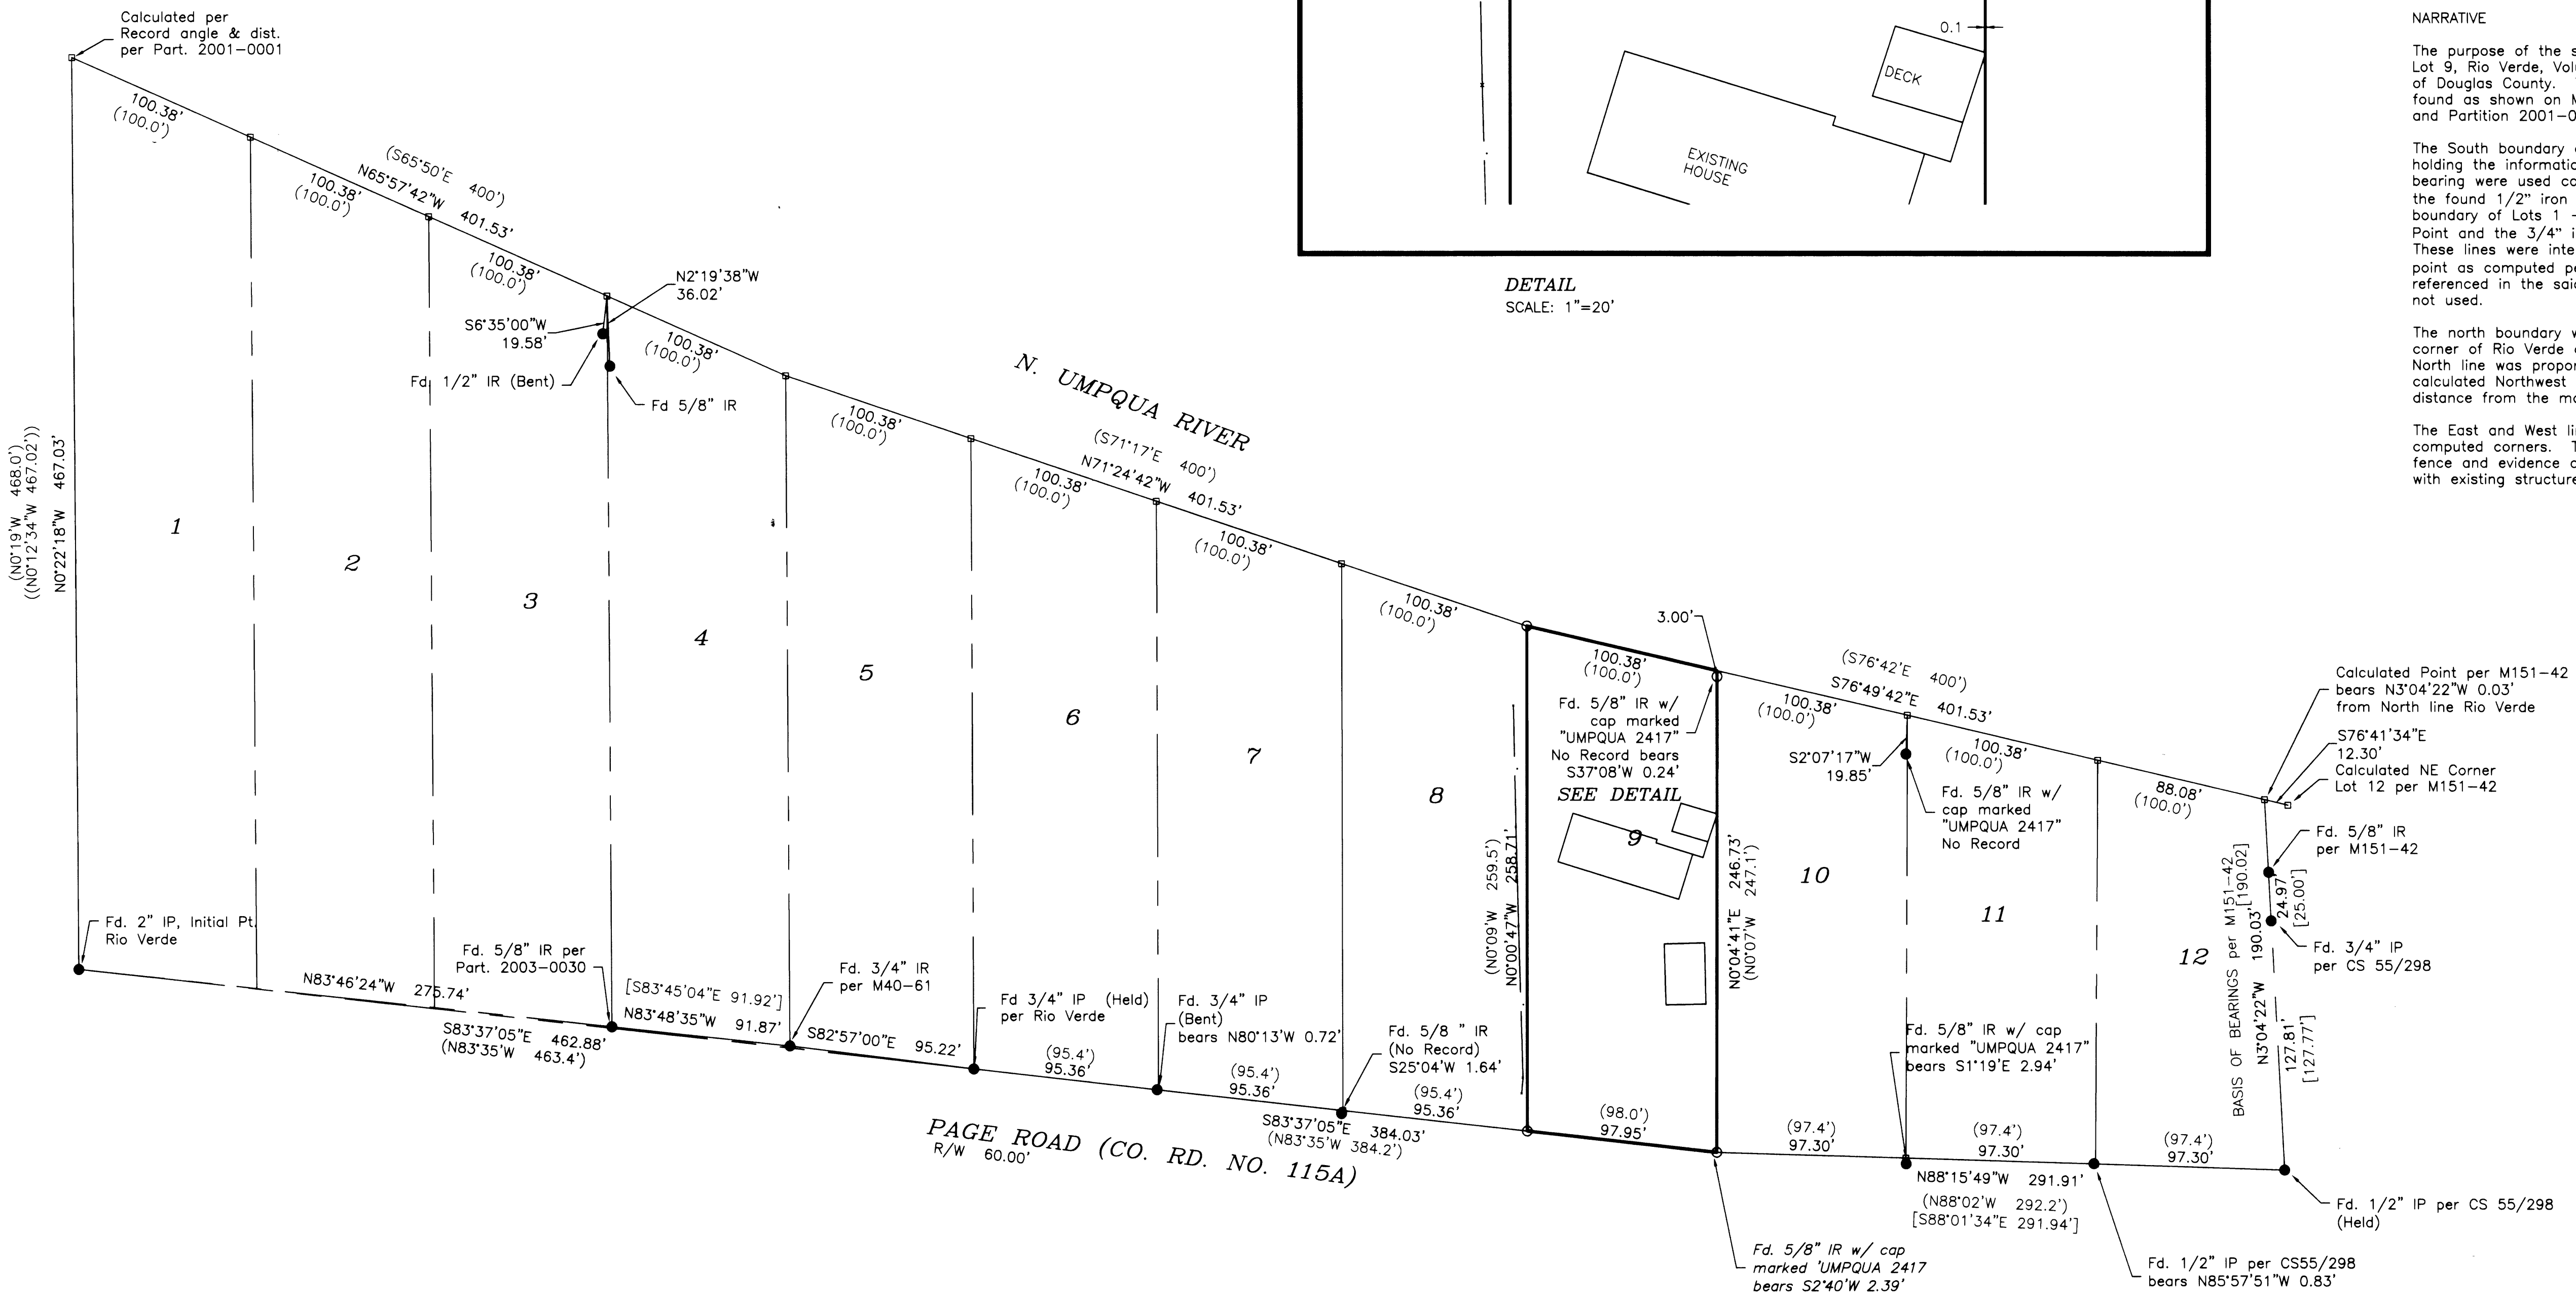 Calculated per
Record angle & dist.
per Part. 2001-0001
100.38'
(100.0')
(S65°50'E 400')
N65°57'42"W 401.53'
100.38'
(100.0')
100.38'
(100.0')
N2°19'38"W
36.02'
S6°35'00"W
19.58'
Fd. 1/2" IR (Bent)
Fd 5/8" IR
100.38'
(100.0')
N. UMPQUA RIVER
100.38'
(100.0')
(S71°17'E 400')
N71°24'42"W 401.53'
100.38'
(100.0')
100.38'
(100.0')
100.38'
(100.0')
(N0°19'W 468.0')
((N0°12'34"W 467.02'))
N0°22'18"W 467.03'
1
2
3
4
5
6
7
8
9
10
11
12
0.1
DECK
EXISTING
HOUSE
DETAIL
SCALE: 1"=20'
NARRATIVE
The purpose of the s
Lot 9, Rio Verde, Vol
of Douglas County.
found as shown on M
and Partition 2001-0
The South boundary
holding the informatio
bearing were used co
the found 1/2" iron
boundary of Lots 1 -
Point and the 3/4" i
These lines were inte
point as computed pe
referenced in the said
not used.
The north boundary w
corner of Rio Verde
North line was propor
calculated Northwest
distance from the mo
The East and West li
computed corners. T
fence and evidence o
with existing structure
3.00'
100.38'
(100.0')
Fd. 5/8" IR w/
cap marked
"UMPQUA 2417"
No Record bears
S37°08'W 0.24'
SEE DETAIL
(S76°42'E 400')
S76°49'42"E 401.53'
100.38'
(100.0')
100.38'
(100.0')
S2°07'17"W
19.85'
Fd. 5/8" IR w/
cap marked
"UMPQUA 2417"
No Record
88.08'
(100.0')
Calculated Point per M151-42
bears N3°04'22"W 0.03'
from North line Rio Verde
S76°41'34"E
12.30'
Calculated NE Corner
Lot 12 per M151-42
Fd. 5/8" IR
per M151-42
Fd. 3/4" IP
per CS 55/298
BASIS OF BEARINGS per M151-42
[190.02]
N3°04'22"W 190.03'
24.97
[25.00']
127.81'
[127.77']
(N0°09'W 259.5')
N0°00'47"W 258.71'
N0°04'41"E 246.73'
(N0°07'W 247.1')
Fd. 2" IP, Initial Pt.
Rio Verde
N83°46'24"W 275.74'
Fd. 5/8" IR per
Part. 2003-0030
S83°37'05"E 462.88'
(N83°35'W 463.4')
[S83°45'04"E 91.92']
N83°48'35"W 91.87'
Fd. 3/4" IR
per M40-61
S82°57'00"E 95.22'
Fd 3/4" IP (Held)
per Rio Verde
(95.4')
95.36'
Fd. 3/4" IP
(Bent)
bears N80°13'W 0.72'
(95.4')
95.36'
Fd. 5/8 " IR
(No Record)
S25°04'W 1.64'
(95.4')
95.36'
S83°37'05"E 384.03'
(N83°35'W 384.2')
(98.0')
97.95'
PAGE ROAD (CO. RD. NO. 115A)
R/W 60.00'
Fd. 5/8" IR w/ cap
marked "UMPQUA 2417"
bears S1°19'E 2.94'
(97.4')
97.30'
(97.4')
97.30'
(97.4')
97.30'
N88°15'49"W 291.91'
(N88°02'W 292.2')
[S88°01'34"E 291.94']
Fd. 1/2" IP per CS 55/298
(Held)
Fd. 5/8" IR w/ cap
marked 'UMPQUA 2417
bears S2°40'W 2.39'
Fd. 1/2" IP per CS55/298
bears N85°57'51"W 0.83'